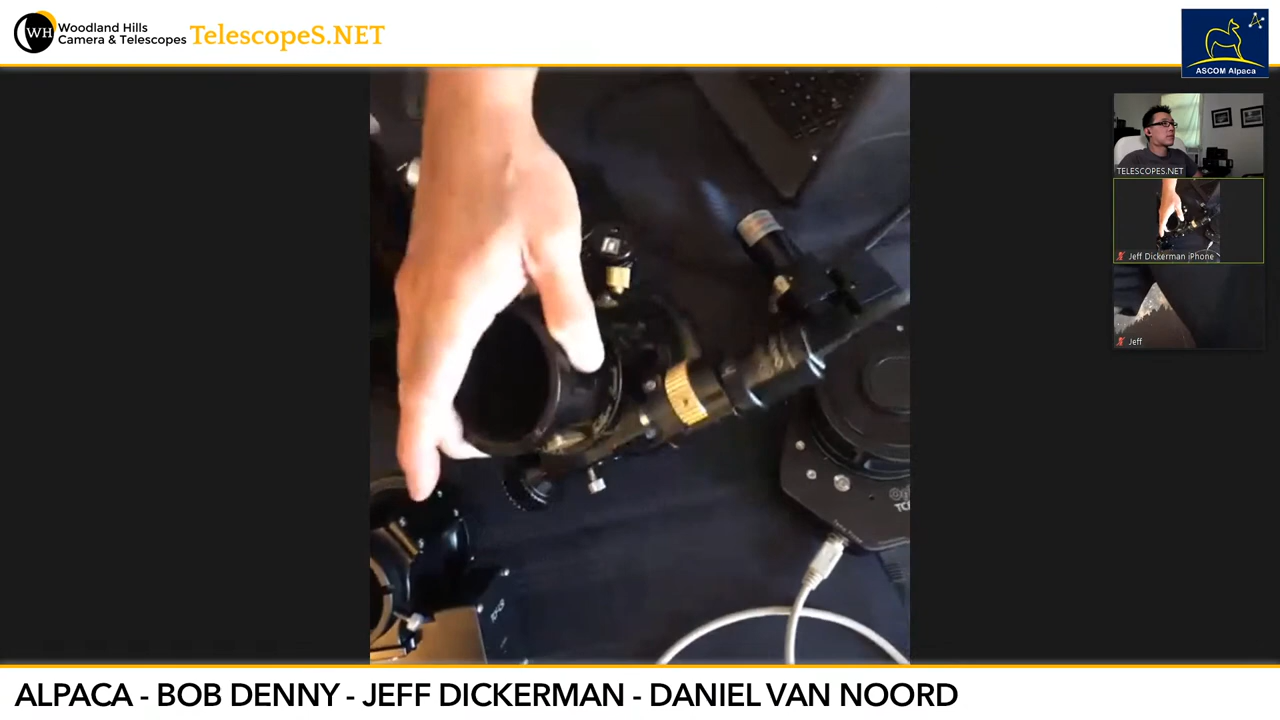 WH
Woodland Hills
Camera & Telescopes
TelescopeS.NET
ASCOM Alpaca
TELESCOPES.NET
Jeff Dickerman iPhone
Jeff
ALPACA - BOB DENNY - JEFF DICKERMAN - DANIEL VAN NOORD